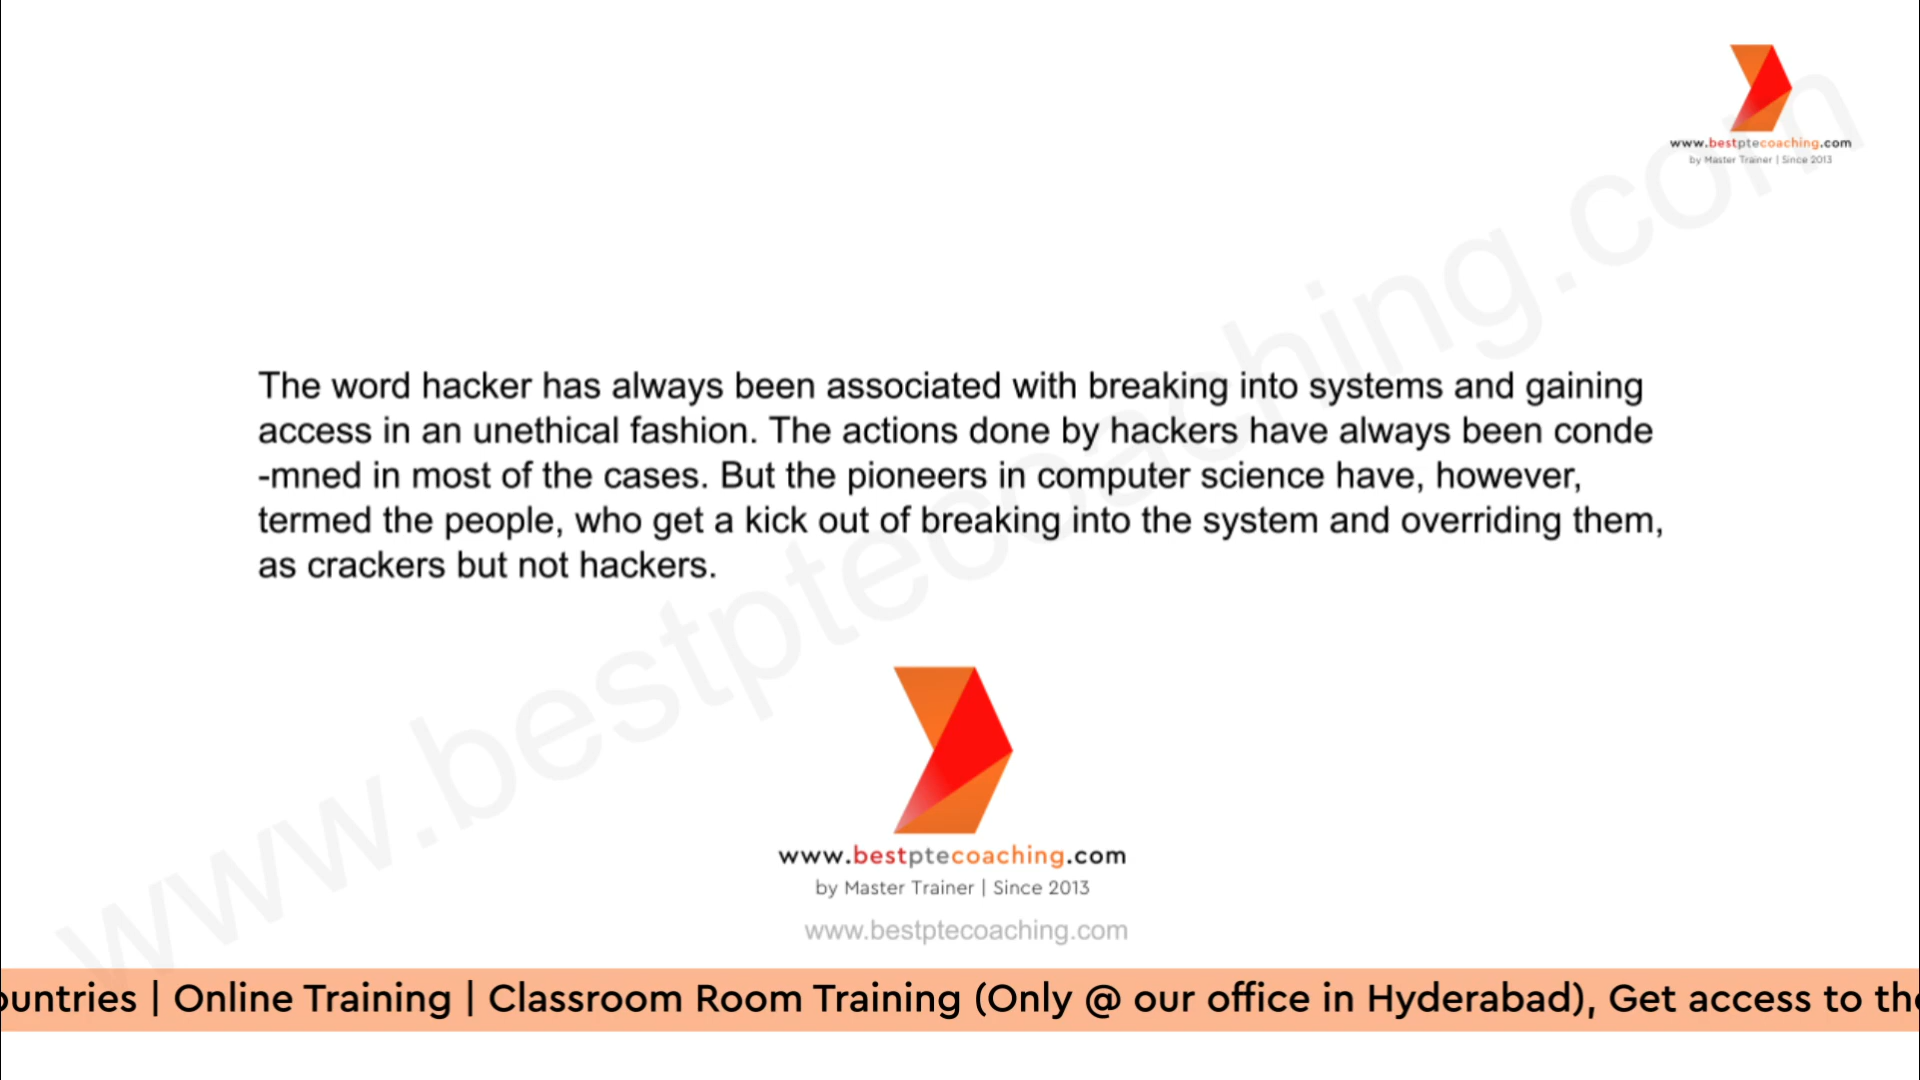 www.bestptecoaching.com
by Master Trainer | Since 2013
The word hacker has always been associated with breaking into systems and gaining
access in an unethical fashion. The actions done by hackers have always been conde
-mned in most of the cases. But the pioneers in computer science have, however,
termed the people, who get a kick out of breaking into the system and overriding them,
as crackers but not hackers.
www.bestptecoaching.com
www.bestptecoaching.com
by Master Trainer | Since 2013
www.bestptecoaching.com
ountries | Online Training | Classroom Room Training (Only @ our office in Hyderabad), Get access to th